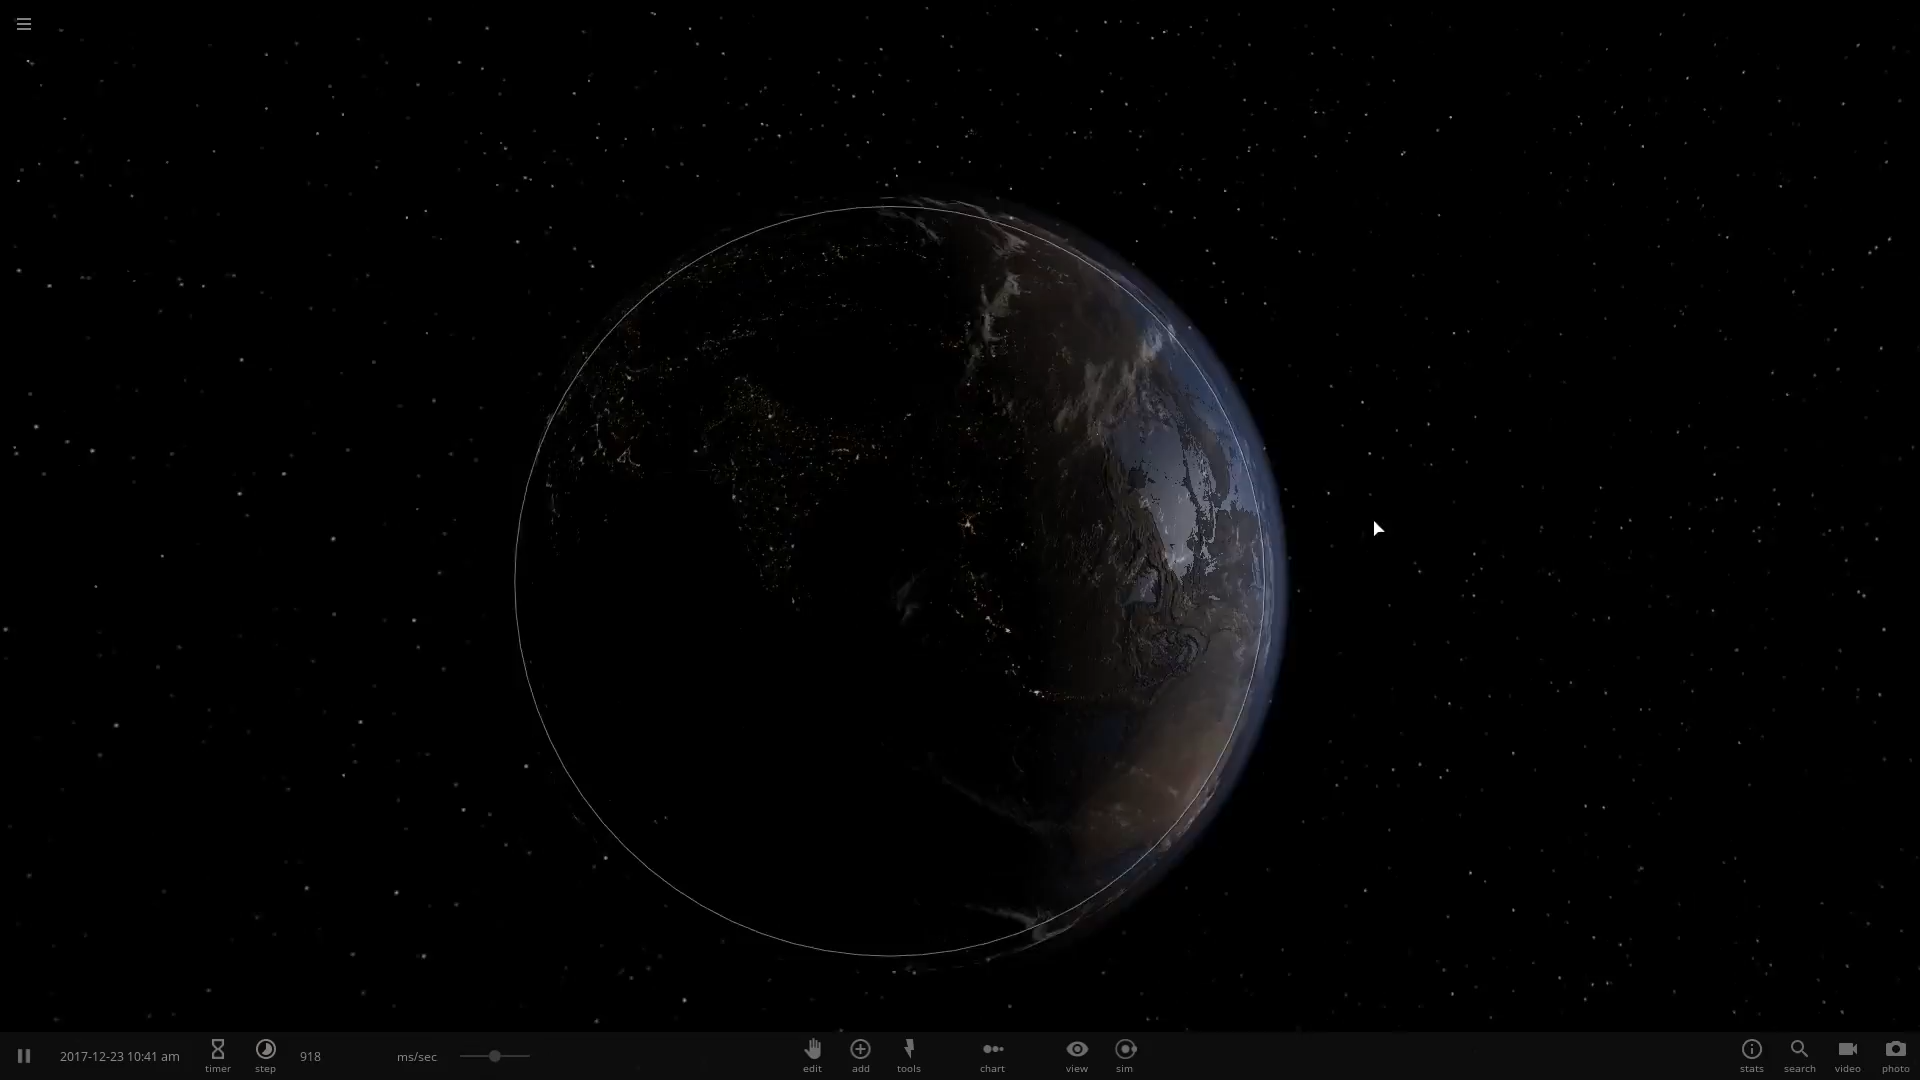 2017-12-23 10:41 am
timer
step
918
ms/sec
edit
add
tools
chart
view
sim
stats
search
video
photo